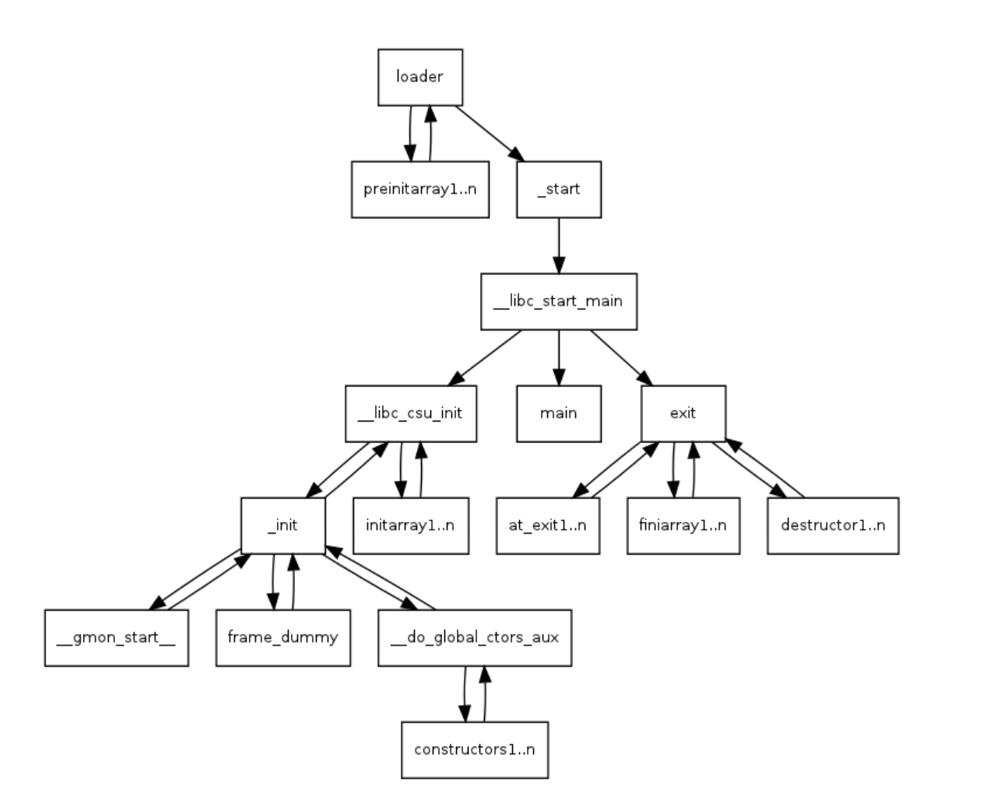 loader
preinitarray1..n
_start
__libc_start_main
__libc_csu_init
main
exit
_init
initarray1..n
at_exit1..n
finiarray1..n
destructor1..n
__gmon_start__
frame_dummy
__do_global_ctors_aux
constructors1..n